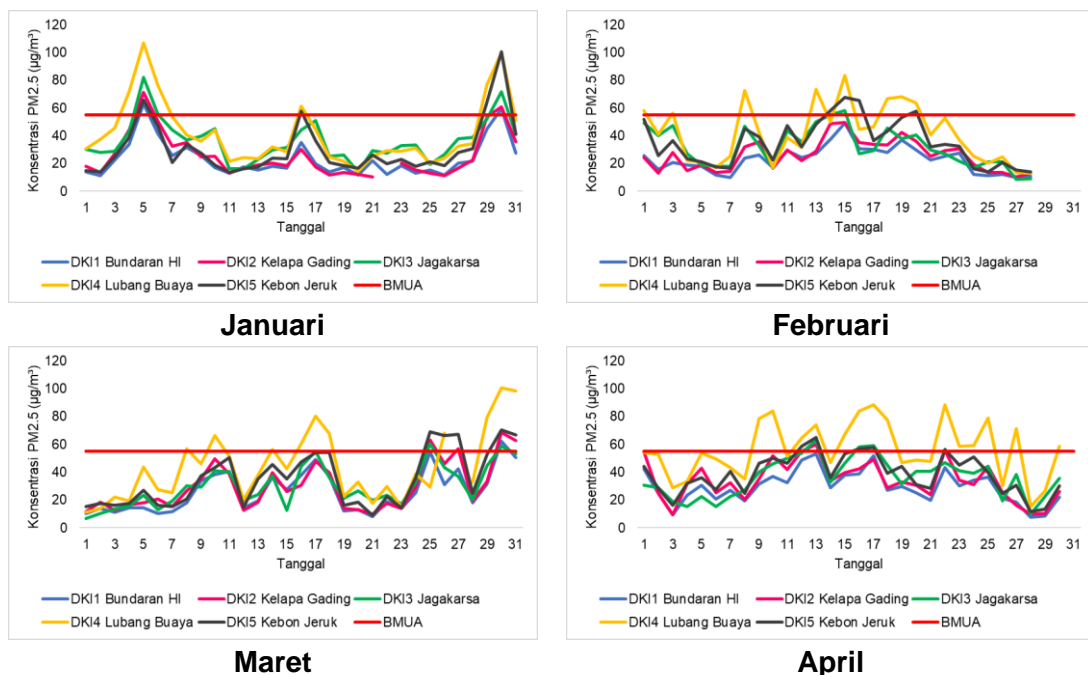 Konsentrasi PM2.5 (µg/m³)
120
100
80
60
40
20
0
1 3 5 7 9 11 13 15 17 19 21 23 25 27 29 31
Tanggal
DKI1 Bundaran HI DKI2 Kelapa Gading DKI3 Jagakarsa
DKI4 Lubang Buaya DKI5 Kebon Jeruk BMUA
Januari
Konsentrasi PM2.5 (µg/m³)
120
100
80
60
40
20
0
1 3 5 7 9 11 13 15 17 19 21 23 25 27 29 31
Tanggal
DKI1 Bundaran HI DKI2 Kelapa Gading DKI3 Jagakarsa
DKI4 Lubang Buaya DKI5 Kebon Jeruk BMUA
Februari
Konsentrasi PM2.5 (µg/m³)
120
100
80
60
40
20
0
1 3 5 7 9 11 13 15 17 19 21 23 25 27 29 31
Tanggal
DKI1 Bundaran HI DKI2 Kelapa Gading DKI3 Jagakarsa
DKI4 Lubang Buaya DKI5 Kebon Jeruk BMUA
Maret
Konsentrasi PM2.5 (µg/m³)
120
100
80
60
40
20
0
1 3 5 7 9 11 13 15 17 19 21 23 25 27 29 31
Tanggal
DKI1 Bundaran HI DKI2 Kelapa Gading DKI3 Jagakarsa
DKI4 Lubang Buaya DKI5 Kebon Jeruk BMUA
April